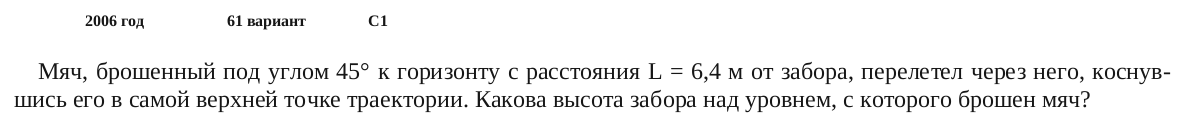 2006 год 61 вариант С1
Мяч, брошенный под углом 45° к горизонту с расстояния L = 6,4 м от забора, перелетел через него, коснув-
шись его в самой верхней точке траектории. Какова высота забора над уровнем, с которого брошен мяч?